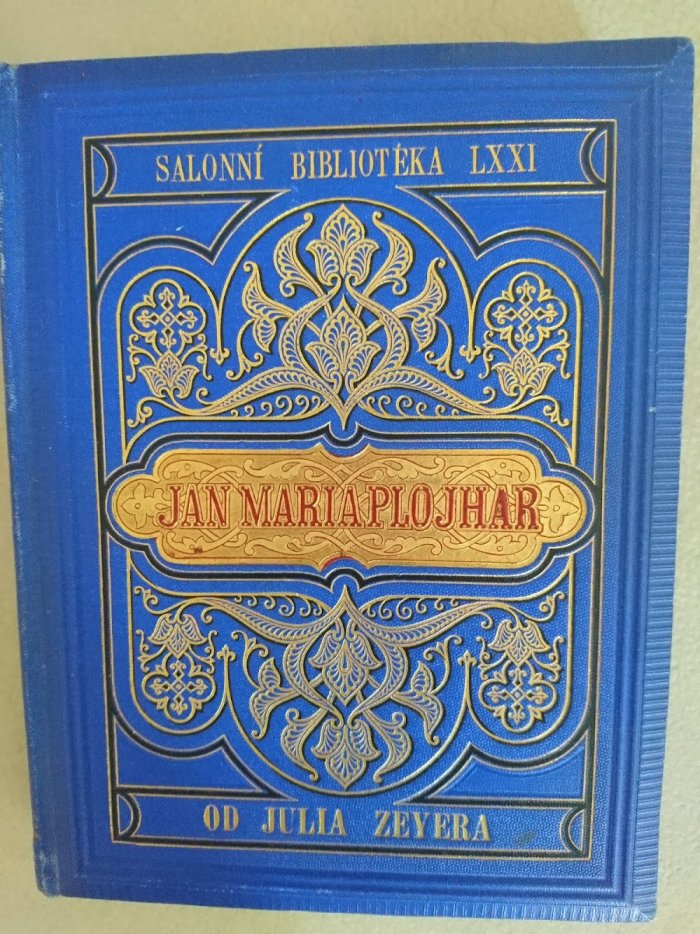 SALONNÍ BIBLIOTÉKA LXXI
JAN MARIA PLOJHAR
OD JULIA ZEYERA